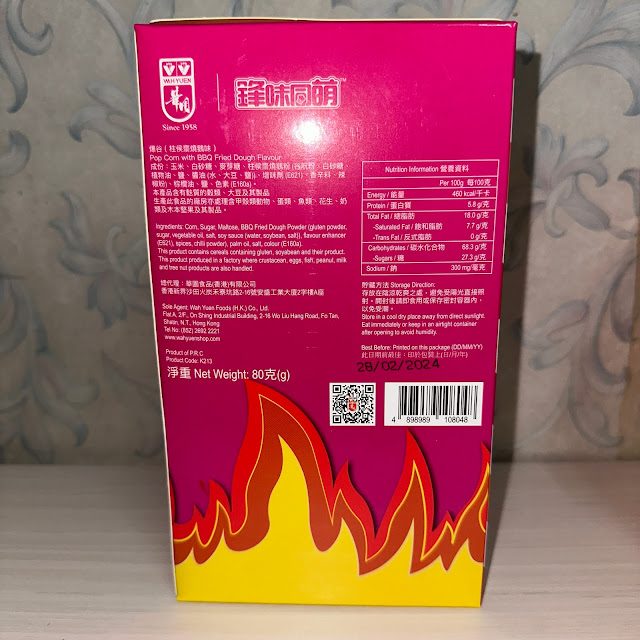 WAH YUEN
華園
Since 1958
鋒味同萌™
爆谷（柱候齋燒鵝味）
Pop Corn with BBQ Fried Dough Flavour
成份：玉米、白砂糖、麥芽糖、柱侯齋燒鵝粉 (谷朊粉、白砂糖、
植物油、鹽、醬油 (水、大豆、鹽))、增味劑 (E621)、香辛料、辣
椒粉)、棕櫚油、鹽、色素 (E160a)。
本產品含有麩質的穀類、大豆及其製品
生產此食品的廠房亦處理含甲殼類動物、蛋類、魚類、花生、奶
類及木本堅果及其製品。
Ingredients: Corn, Sugar, Maltose, BBQ Fried Dough Powder (gluten powder,
sugar, vegetable oil, salt, soy sauce (water, soybean, salt)), flavour enhancer
(E621), spices, chilli powder), palm oil, salt, colour (E160a).
This product contains cereals containing gluten, soyabean and their product.
This product produced in a factory where crustacean, eggs, fish, peanut, milk
and tree nut products are also handled.
總代理：華園食品(香港)有限公司
香港新界沙田火炭禾寮坑路2-16號安盛工業大廈2字樓A座
Sole Agent: Wah Yuen Foods (H.K.) Co., Ltd.
Flat A, 2/F., On Shing Industrial Building, 2-16 Wo Liu Hang Road, Fo Tan,
Shatin, N.T., Hong Kong
Tel No: (852) 2692 2221
www.wahyuenshop.com
Product of P.R.C
Product Code: K213
淨重 Net Weight: 80克(g)
Nutrition Information 營養資料
Per 100g 每100克
Energy / 能量 460 kcal/千卡
Protein / 蛋白質 5.8 g/克
Total Fat / 總脂肪 18.0 g/克
-Saturated Fat / 飽和脂肪 7.7 g/克
-Trans Fat / 反式脂肪 0 g/克
Carbohydrates / 碳水化合物 68.3 g/克
-Sugars / 糖 27.3 g/克
Sodium / 鈉 300 mg/毫克
貯藏方法 Storage Direction:
存放在陰涼乾爽之處，避免受陽光直接照
射。開封後請即食用或保存密封容器內，
以免受潮。
Store in a cool dry place away from direct sunlight.
Eat immediately or keep in an airtight container
after opening to avoid humidity.
Best Before: Printed on this package (DD/MM/YY)
此日期前最佳：印於包裝上(日/月/年)
28/02/2024
4 898989 108048